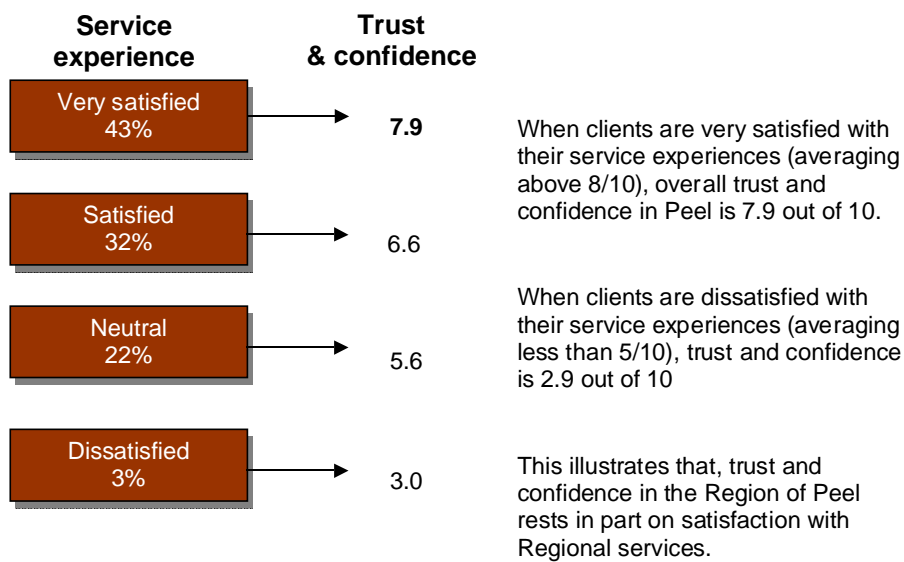 Service
experience
Trust
& confidence
Very satisfied
43%
7.9
When clients are very satisfied with
their service experiences (averaging
above 8/10), overall trust and
confidence in Peel is 7.9 out of 10.
Satisfied
32%
6.6
When clients are dissatisfied with
their service experiences (averaging
less than 5/10), trust and confidence
is 2.9 out of 10
Neutral
22%
5.6
Dissatisfied
3%
3.0
This illustrates that, trust and
confidence in the Region of Peel
rests in part on satisfaction with
Regional services.